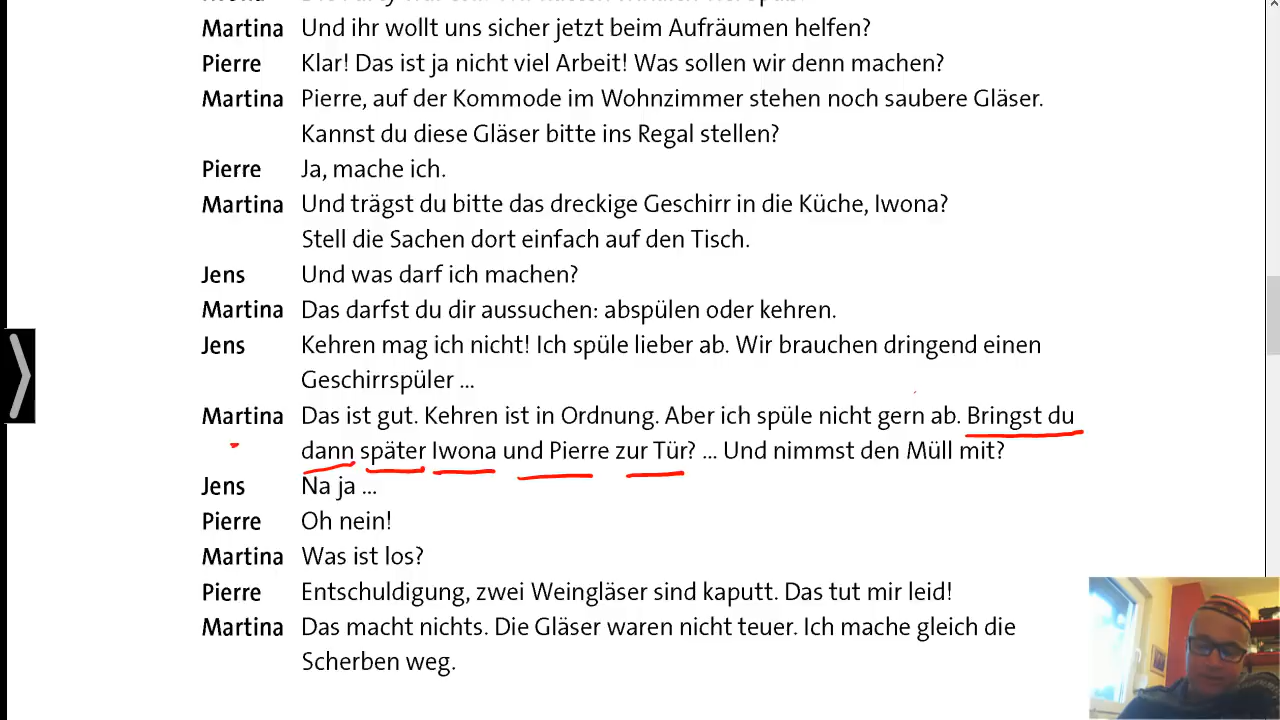 Martina Und ihr wollt uns sicher jetzt beim Aufräumen helfen?
Pierre Klar! Das ist ja nicht viel Arbeit! Was sollen wir denn machen?
Martina Pierre, auf der Kommode im Wohnzimmer stehen noch saubere Gläser.
Kannst du diese Gläser bitte ins Regal stellen?
Pierre Ja, mache ich.
Martina Und trägst du bitte das dreckige Geschirr in die Küche, Iwona?
Stell die Sachen dort einfach auf den Tisch.
Jens Und was darf ich machen?
Martina Das darfst du dir aussuchen: abspülen oder kehren.
Jens Kehren mag ich nicht! Ich spüle lieber ab. Wir brauchen dringend einen
Geschirrspüler ...
Martina Das ist gut. Kehren ist in Ordnung. Aber ich spüle nicht gern ab. Bringst du
dann später Iwona und Pierre zur Tür? ... Und nimmst den Müll mit?
Jens Na ja ...
Pierre Oh nein!
Martina Was ist los?
Pierre Entschuldigung, zwei Weingläser sind kaputt. Das tut mir leid!
Martina Das macht nichts. Die Gläser waren nicht teuer. Ich mache gleich die
Scherben weg.